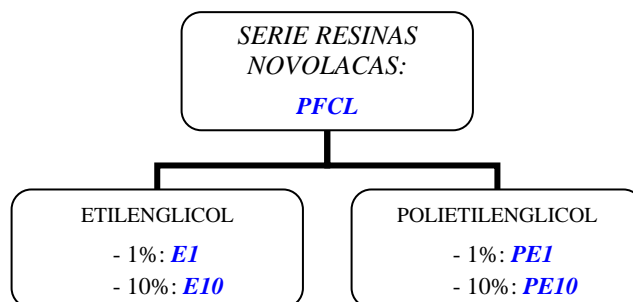 SERIE RESINAS
NOVOLACAS:
PFCL
ETILENGLICOL
- 1%: E1
- 10%: E10
POLIETILENGLICOL
- 1%: PE1
- 10%: PE10